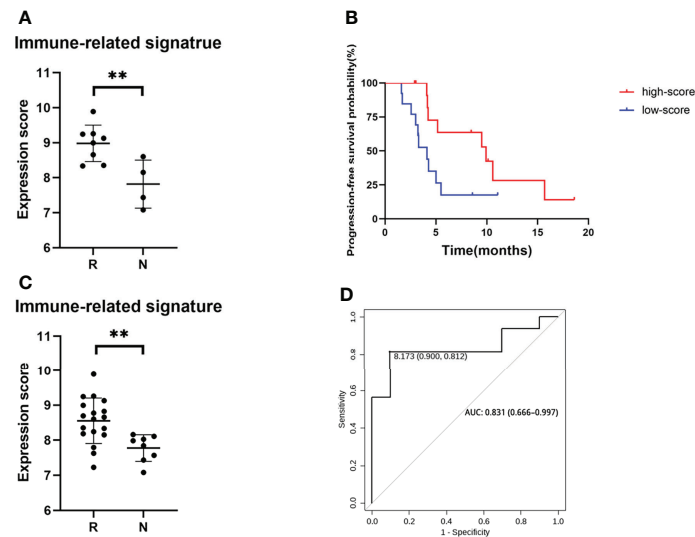 A
Immune-related signatrue
**
Expression score
11
10
9
8
7
6
R
N
B
Progression-free survival probability(%)
100
75
50
25
0
0
5
10
15
20
Time(months)
high-score
low-score
C
Immune-related signature
**
Expression score
11
10
9
8
7
6
R
N
D
Sensitivity
1.0
0.8
0.6
0.4
0.2
0.0
8.173 (0.900, 0.812)
AUC: 0.831 (0.666–0.997)
0.0
0.2
0.4
0.6
0.8
1.0
1 - Specificity